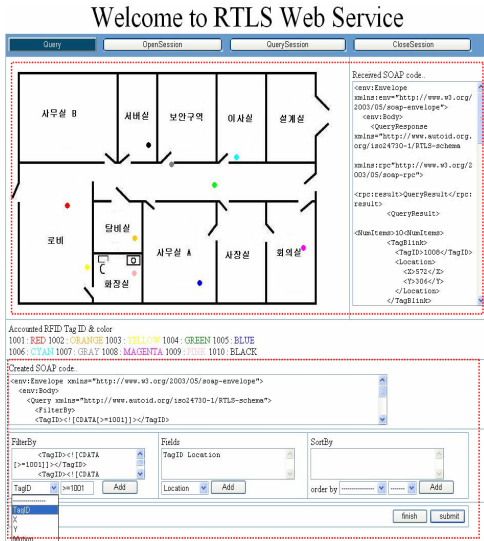 Welcome to RTLS Web Service
Query
OpenSession
QuerySession
CloseSession
사무실 B
서버실
보안구역
이사실
설계실
로비
탐비실
화장실
사무실 A
사장실
회의실
Received SOAP code..
<env:Envelope
xmlns:env="http://www.w3.org/
2003/05/soap-envelope">
<env:Body>
<QueryResponse
xmlns="http://www.autoid.org.
org/iso24730-1/RTLS-schema
xmlns:rpc"http://www.w3.org/2
003/05/soap-rpc">
<rpc:result>QueryResult</rpc:
result>
<QueryResult>
<NumItems>10<NumItems>
<TagBlink>
<TagID>1008</TagID>
<Location>
<X>572</X>
<Y>306</Y>
</Location>
</TagBlink>
Accounted RFID Tag ID & color
1001 : RED 1002 : ORANGE 1003 : YELLOW 1004 : GREEN 1005 : BLUE
1006 : CYAN 1007 : GRAY 1008 : MAGENTA 1009 : PINK 1010 : BLACK
Created SOAP code..
<env:Envelope xmlns="http://www.w3.org/2003/05/soap-envelope">
<env:Body>
<Query xmlns="http://www.autoid.org/iso24730-1/RTLS-schema">
<FilterBy>
<TagID><![CDATA[>=1001]]></TagID>
FilterBy
<TagID><![CDATA
[>=1001]]></TagID>
<TagID><![CDATA
TagID
>=1001
Add
Fields
TagID Location
Location
Add
SortBy
order by
Add
TagID
X
Y
finish
submit